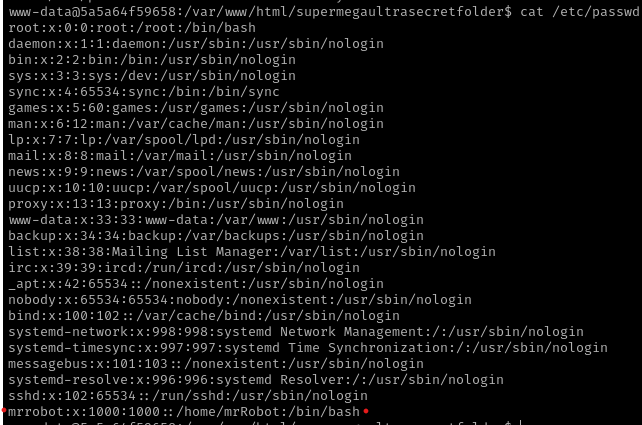 www-data@5a5a64f59658:/var/www/html/supermegaultrasecretfolder$ cat /etc/passwd
root:x:0:0:root:/root:/bin/bash
daemon:x:1:1:daemon:/usr/sbin:/usr/sbin/nologin
bin:x:2:2:bin:/bin:/usr/sbin/nologin
sys:x:3:3:sys:/dev:/usr/sbin/nologin
sync:x:4:65534:sync:/bin:/bin/sync
games:x:5:60:games:/usr/games:/usr/sbin/nologin
man:x:6:12:man:/var/cache/man:/usr/sbin/nologin
lp:x:7:7:lp:/var/spool/lpd:/usr/sbin/nologin
mail:x:8:8:mail:/var/mail:/usr/sbin/nologin
news:x:9:9:news:/var/spool/news:/usr/sbin/nologin
uucp:x:10:10:uucp:/var/spool/uucp:/usr/sbin/nologin
proxy:x:13:13:proxy:/bin:/usr/sbin/nologin
www-data:x:33:33:www-data:/var/www:/usr/sbin/nologin
backup:x:34:34:backup:/var/backups:/usr/sbin/nologin
list:x:38:38:Mailing List Manager:/var/list:/usr/sbin/nologin
irc:x:39:39:ircd:/run/ircd:/usr/sbin/nologin
_apt:x:42:65534::/nonexistent:/usr/sbin/nologin
nobody:x:65534:65534:nobody:/nonexistent:/usr/sbin/nologin
bind:x:100:102::/var/cache/bind:/usr/sbin/nologin
systemd-network:x:998:998:systemd Network Management:/:/usr/sbin/nologin
systemd-timesync:x:997:997:systemd Time Synchronization:/:/usr/sbin/nologin
messagebus:x:101:103::/nonexistent:/usr/sbin/nologin
systemd-resolve:x:996:996:systemd Resolver:/:/usr/sbin/nologin
sshd:x:102:65534::/run/sshd:/usr/sbin/nologin
mrrobot:x:1000:1000::/home/mrRobot:/bin/bash